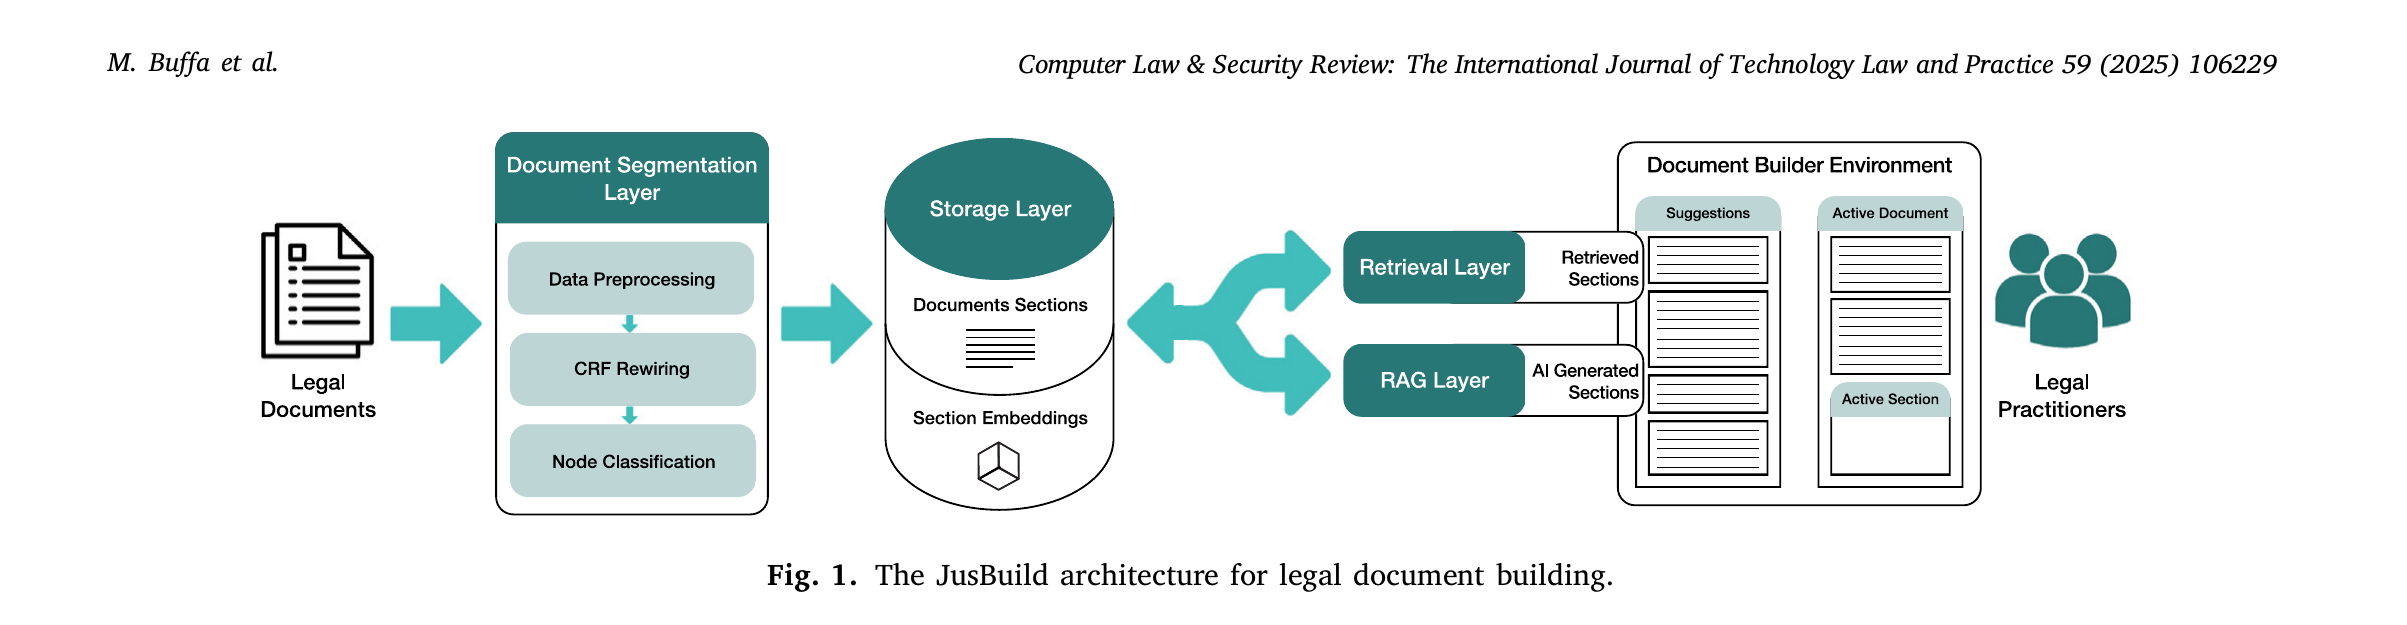 M. Buffa et al.
Computer Law & Security Review: The International Journal of Technology Law and Practice 59 (2025) 106229
Legal
Documents
Document Segmentation
Layer
Data Preprocessing
CRF Rewiring
Node Classification
Storage Layer
Documents Sections
Section Embeddings
Retrieval Layer
Retrieved
Sections
RAG Layer
AI Generated
Sections
Document Builder Environment
Suggestions
Active Document
Active Section
Legal
Practitioners
Fig. 1. The JusBuild architecture for legal document building.